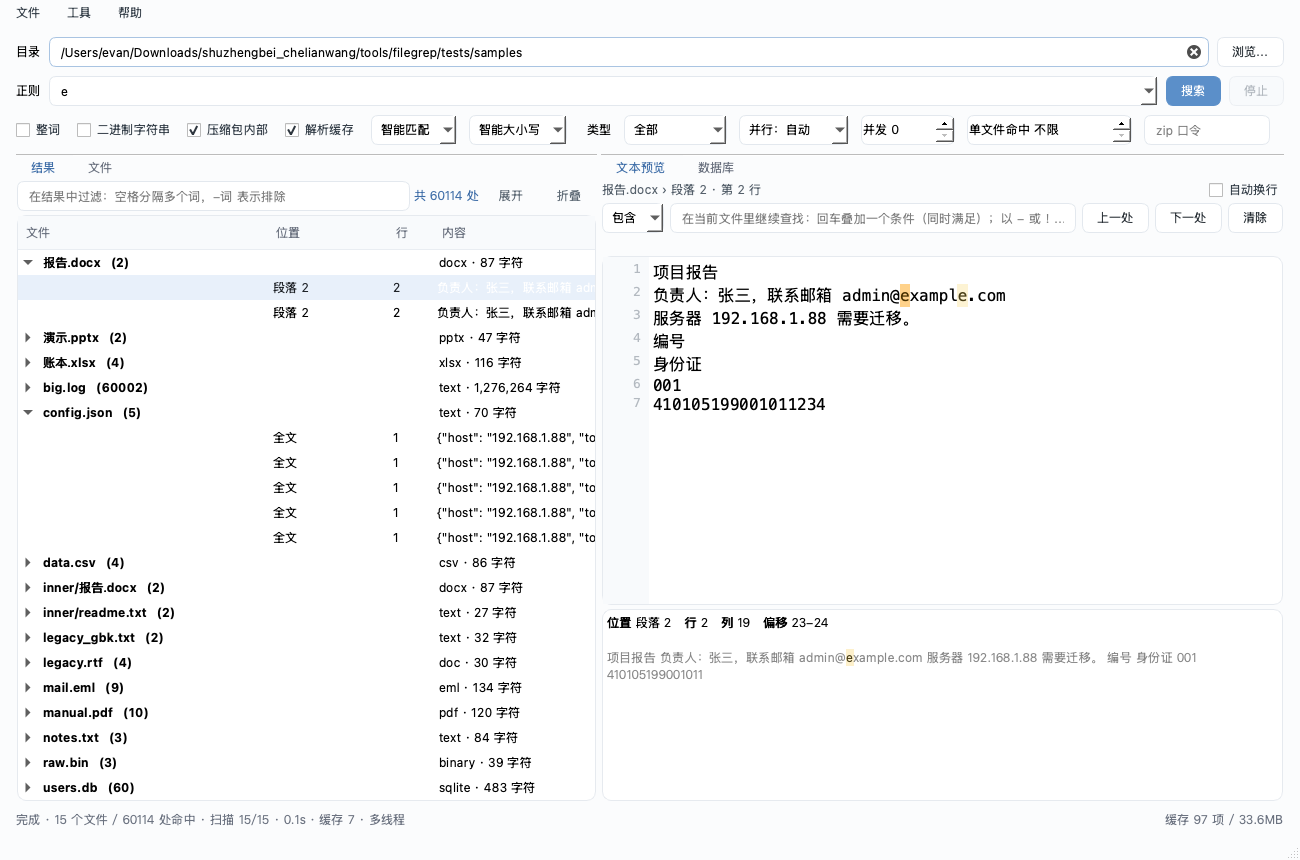 文件 工具 帮助
目录 /Users/evan/Downloads/shuzhengbei_chelianwang/tools/filegrep/tests/samples 浏览...
正则 e 搜索 停止
整词 二进制字符串 压缩包内部 解析缓存 智能匹配 智能大小写 类型 全部 并行：自动 并发 0 单文件命中 不限 zip 口令
结果 文件
在结果中过滤：空格分隔多个词，-词 表示排除 共 60114 处 展开 折叠
文件 位置 行 内容
报告.docx (2) docx · 87 字符
段落 2 2 负责人：张三，联系邮箱 adn
段落 2 2 负责人：张三，联系邮箱 adn
演示.pptx (2) pptx · 47 字符
账本.xlsx (4) xlsx · 116 字符
big.log (60002) text · 1,276,264 字符
config.json (5) text · 70 字符
全文 1 {"host": "192.168.1.88", "to
全文 1 {"host": "192.168.1.88", "to
全文 1 {"host": "192.168.1.88", "to
全文 1 {"host": "192.168.1.88", "to
全文 1 {"host": "192.168.1.88", "to
data.csv (4) csv · 86 字符
inner/报告.docx (2) docx · 87 字符
inner/readme.txt (2) text · 27 字符
legacy_gbk.txt (2) text · 32 字符
legacy.rtf (4) doc · 30 字符
mail.eml (9) eml · 134 字符
manual.pdf (10) pdf · 120 字符
notes.txt (3) text · 84 字符
raw.bin (3) binary · 39 字符
users.db (60) sqlite · 483 字符
文本预览 数据库
报告.docx › 段落 2 · 第 2 行 自动换行
包含 在当前文件里继续查找：回车叠加一个条件（同时满足）；以 - 或 ! ... 上一处 下一处 清除
1 项目报告
2 负责人：张三，联系邮箱 admin@example.com
3 服务器 192.168.1.88 需要迁移。
4 编号
5 身份证
6 001
7 410105199001011234
位置 段落 2 行 2 列 19 偏移 23–24
项目报告 负责人：张三，联系邮箱 admin@example.com 服务器 192.168.1.88 需要迁移。 编号 身份证 001
410105199001011
完成 · 15 个文件 / 60114 处命中 · 扫描 15/15 · 0.1s · 缓存 7 · 多线程 缓存 97 项 / 33.6MB